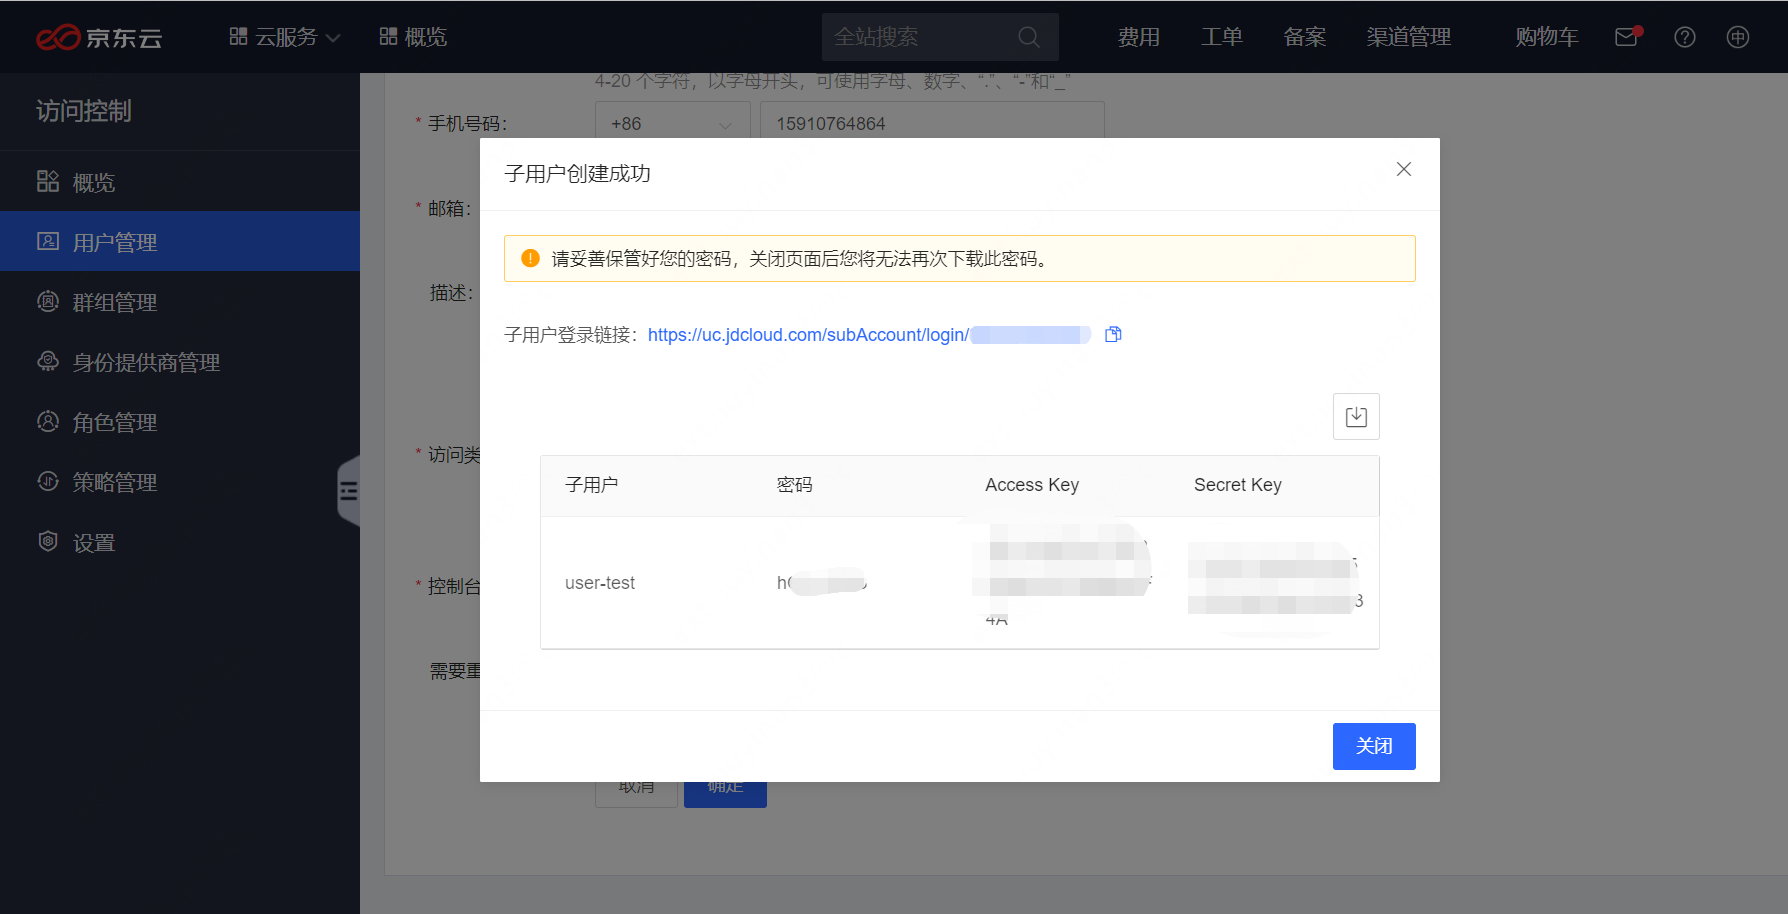 京东云
云服务
概览
全站搜索
费用
工单
备案
渠道管理
购物车
访问控制
概览
用户管理
群组管理
身份提供商管理
角色管理
策略管理
设置
4-20 个字符，以字母开头，可使用字母、数字、“.”、“-”和“_”
* 手机号码：
+86
15910764864
* 邮箱：
描述：
* 访问类
* 控制台
需要重
子用户创建成功
请妥善保管好您的密码，关闭页面后您将无法再次下载此密码。
子用户登录链接： https://uc.jdcloud.com/subAccount/login/
子用户 密码 Access Key Secret Key
user-test
4A
关闭
取消
确定